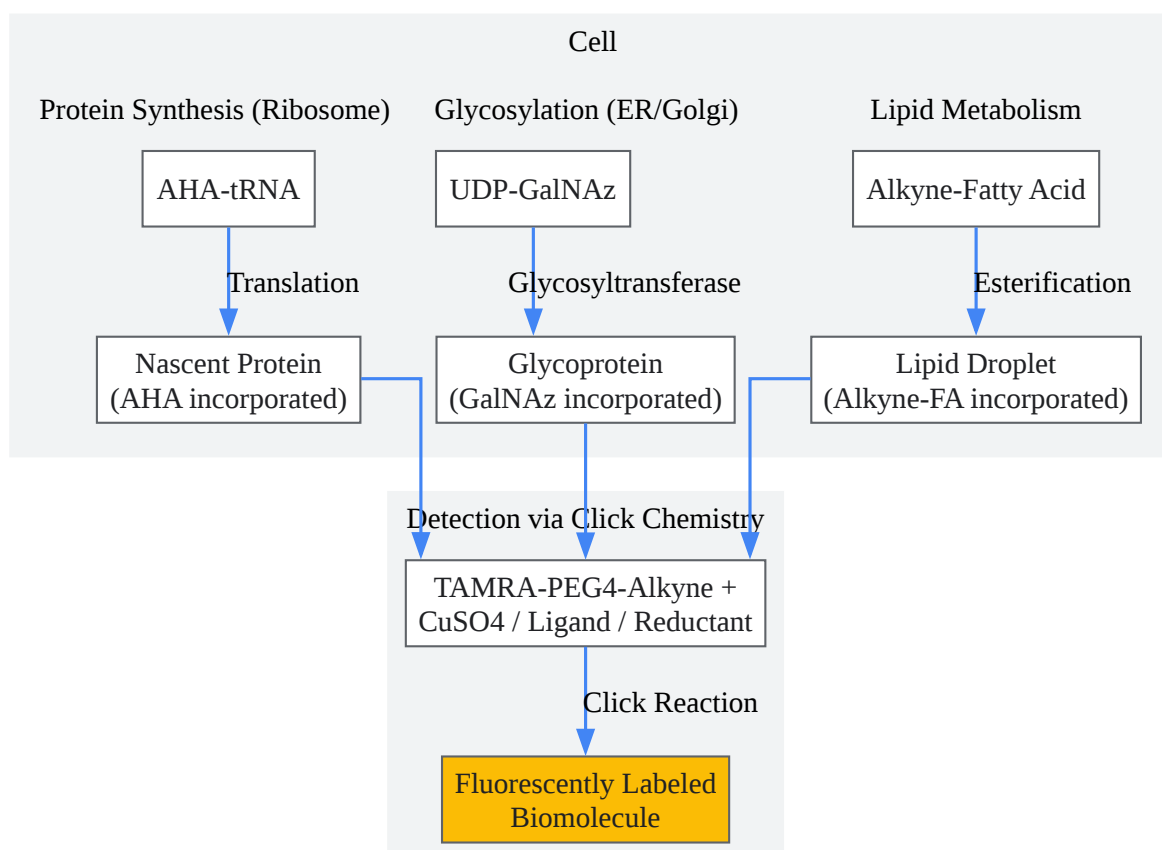 Cell
Protein Synthesis (Ribosome)
Glycosylation (ER/Golgi)
Lipid Metabolism
AHA-tRNA
UDP-GalNAz
Alkyne-Fatty Acid
Translation
Glycosyltransferase
Esterification
Nascent Protein
(AHA incorporated)
Glycoprotein
(GalNAz incorporated)
Lipid Droplet
(Alkyne-FA incorporated)
Detection via Click Chemistry
TAMRA-PEG4-Alkyne +
CuSO4 / Ligand / Reductant
Click Reaction
Fluorescently Labeled
Biomolecule